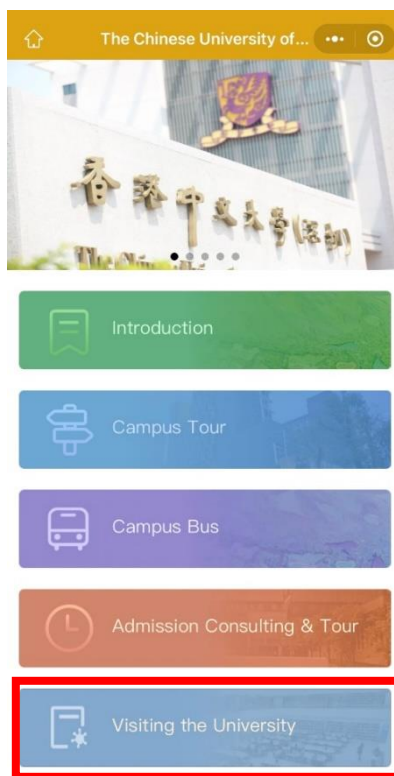 The Chinese University of...
香港中文大學(深圳)
Introduction
Campus Tour
Campus Bus
Admission Consulting & Tour
Visiting the University